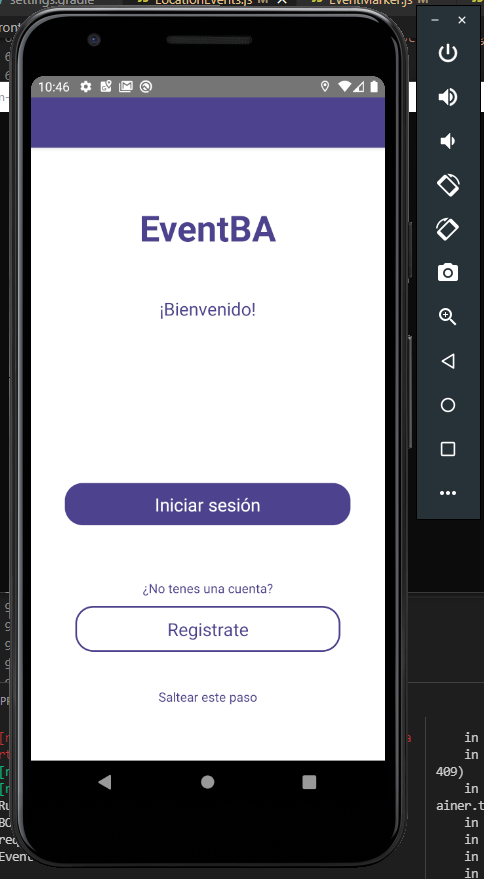 settings.gradle
LocationEvents.js M
EventMarker.js M
10:46
EventBA
¡Bienvenido!
Iniciar sesión
¿No tenes una cuenta?
Registrate
Saltear este paso
in
in
409)
in
ainer.t
in
in
in
in
Event